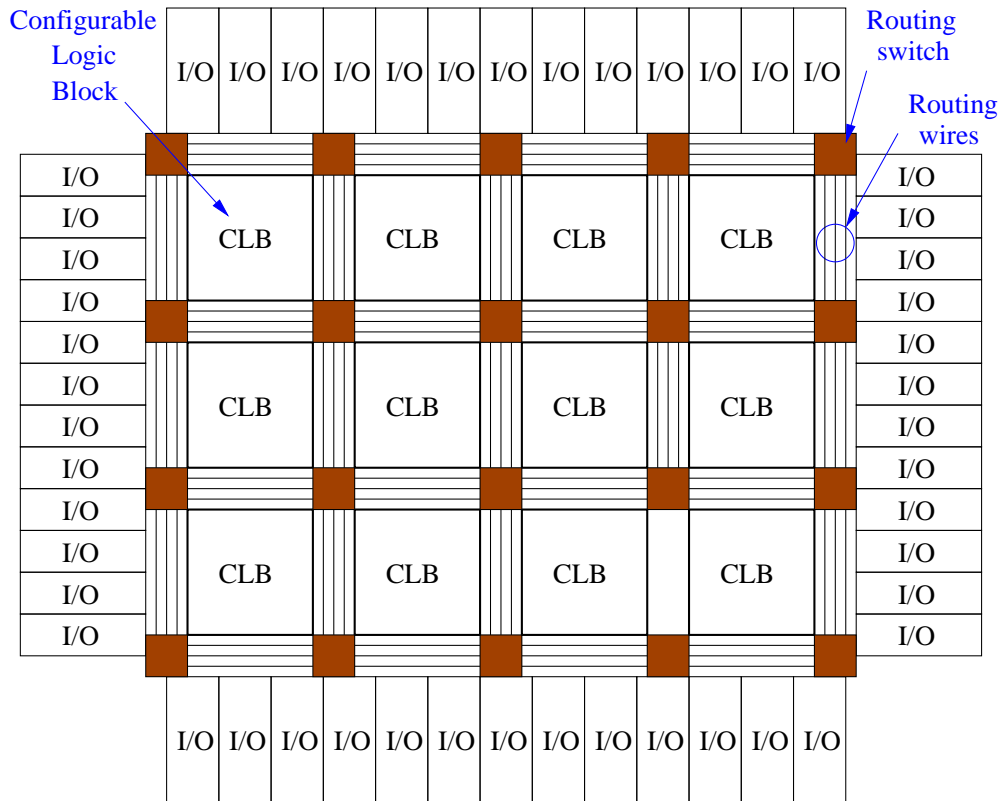 Configurable
Logic
Block
Routing
switch
Routing
wires
I/O I/O I/O I/O I/O I/O I/O I/O I/O I/O I/O I/O I/O
I/O I/O
I/O I/O
I/O CLB CLB CLB CLB I/O
I/O I/O
I/O I/O
I/O I/O
I/O CLB CLB CLB CLB I/O
I/O I/O
I/O I/O
I/O CLB CLB CLB CLB I/O
I/O I/O
I/O I/O
I/O I/O I/O I/O I/O I/O I/O I/O I/O I/O I/O I/O I/O